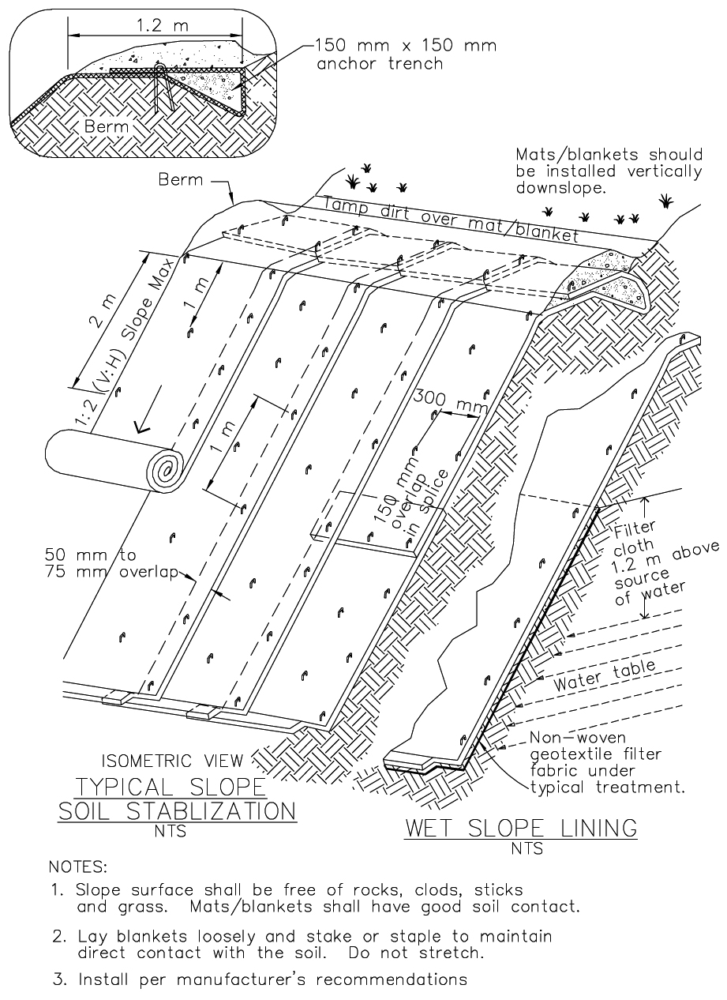 1.2 m
150 mm x 150 mm
anchor trench
Berm
Mats/blankets should
be installed vertically
downslope.
Berm
Tamp dirt over mat/blanket
2 m
1 m
1:2 (V:H) Slope Max
300 mm
1 m
150 mm
overlap
in splice
50 mm to
75 mm overlap
Filter
cloth
1.2 m above
source
of water
Water table
Non-woven
geotextile filter
fabric under
typical treatment.
ISOMETRIC VIEW
TYPICAL SLOPE
SOIL STABLIZATION
NTS
WET SLOPE LINING
NTS
NOTES:
1. Slope surface shall be free of rocks, clods, sticks
and grass. Mats/blankets shall have good soil contact.
2. Lay blankets loosely and stake or staple to maintain
direct contact with the soil. Do not stretch.
3. Install per manufacturer's recommendations